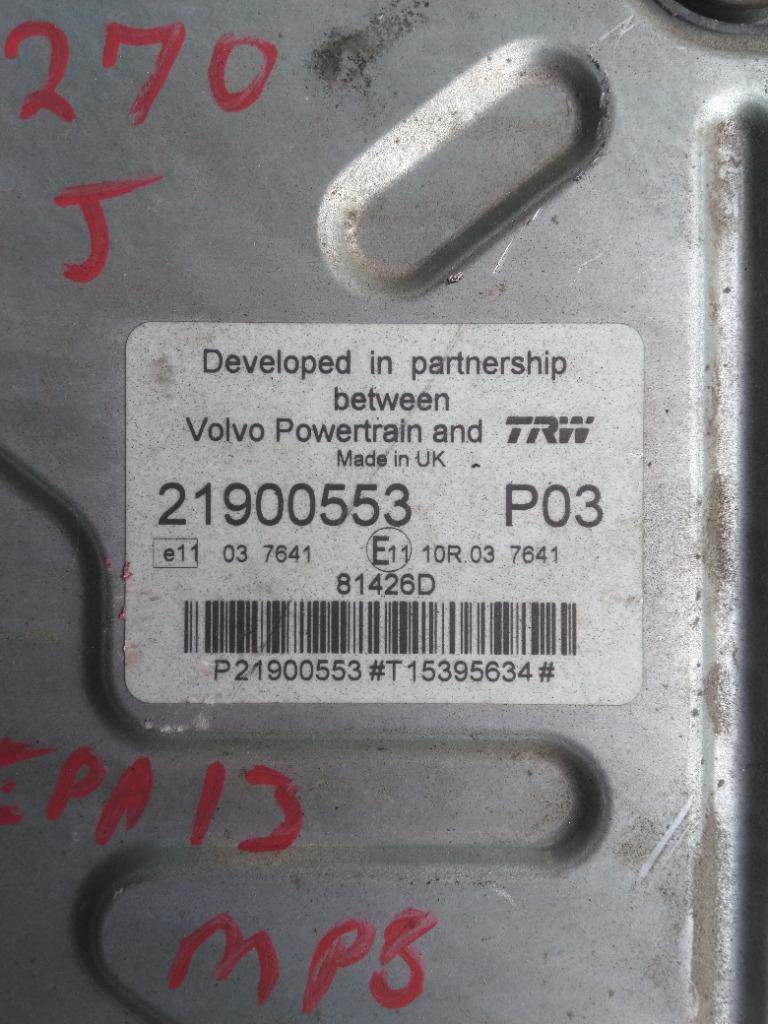 270
J
Developed in partnership
between
Volvo Powertrain and TRW
Made in UK
21900553 P03
e11 03 7641 E11 10R.03 7641
81426D
P21900553#T15395634#
EPA13
MP8